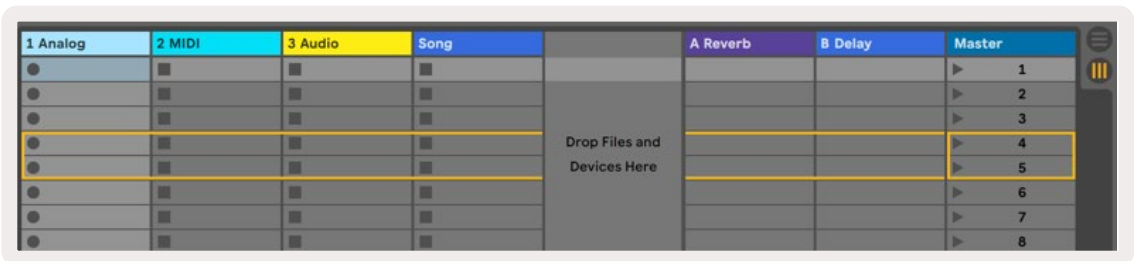 1 Analog 2 MIDI 3 Audio Song A Reverb B Delay Master
1
2
3
Drop Files and 4
Devices Here 5
6
7
8